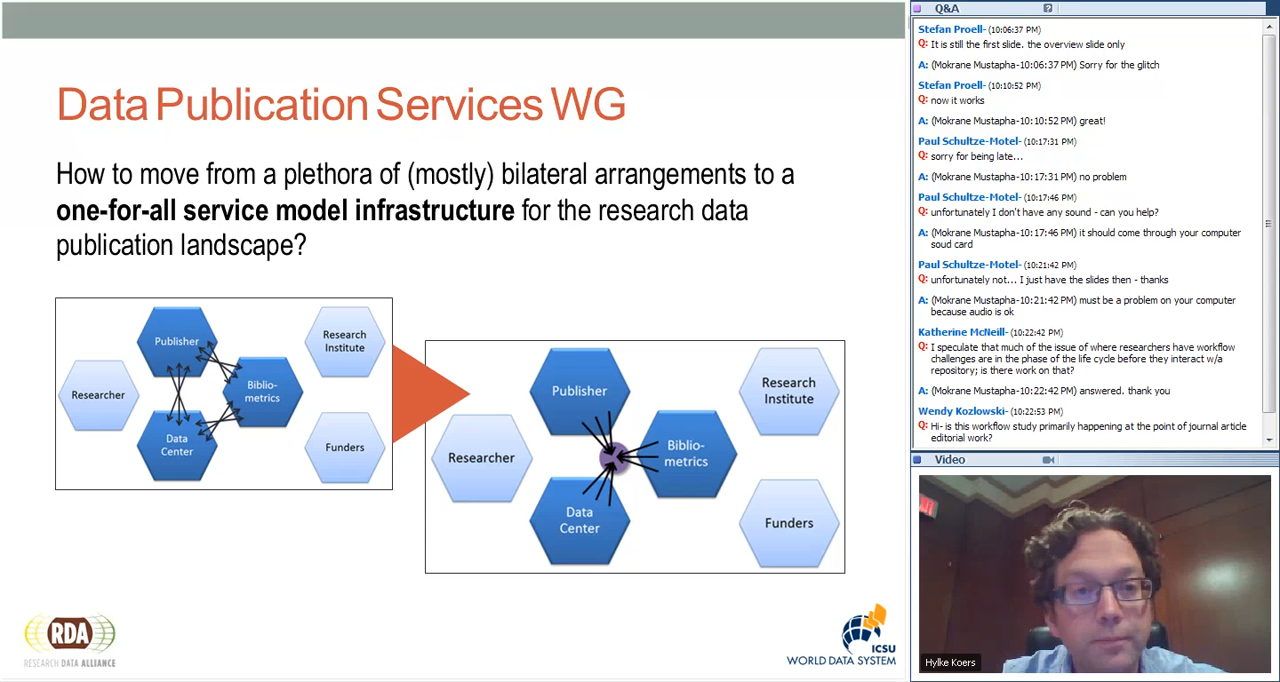 Data Publication Services WG
How to move from a plethora of (mostly) bilateral arrangements to a
one-for-all service model infrastructure for the research data
publication landscape?
Publisher
Research
Institute
Researcher
Biblio-
metrics
Data
Center
Funders
Publisher
Research
Institute
Researcher
Biblio-
metrics
Data
Center
Funders
RDA
RESEARCH DATA ALLIANCE
ICSU
WORLD DATA SYSTEM
Q&A
Stefan Proell- (10:06:37 PM)
Q: It is still the first slide. the overview slide only
A: (Mokrane Mustapha-10:06:37 PM) Sorry for the glitch
Stefan Proell- (10:10:52 PM)
Q: now it works
A: (Mokrane Mustapha-10:10:52 PM) great!
Paul Schultze-Motel- (10:17:31 PM)
Q: sorry for being late...
A: (Mokrane Mustapha-10:17:31 PM) no problem
Paul Schultze-Motel- (10:17:46 PM)
Q: unfortunately I don't have any sound - can you help?
A: (Mokrane Mustapha-10:17:46 PM) it should come through your computer
soud card
Paul Schultze-Motel- (10:21:42 PM)
Q: unfortunately not... I just have the slides then - thanks
A: (Mokrane Mustapha-10:21:42 PM) must be a problem on your computer
because audio is ok
Katherine McNeill- (10:22:42 PM)
Q: I speculate that much of the issue of where researchers have workflow
challenges are in the phase of the life cycle before they interact w/a
repository; is there work on that?
A: (Mokrane Mustapha-10:22:42 PM) answered. thank you
Wendy Kozlowski- (10:22:53 PM)
Q: Hi- is this workflow study primarily happening at the point of journal article
editorial work?
Video
Hylke Koers